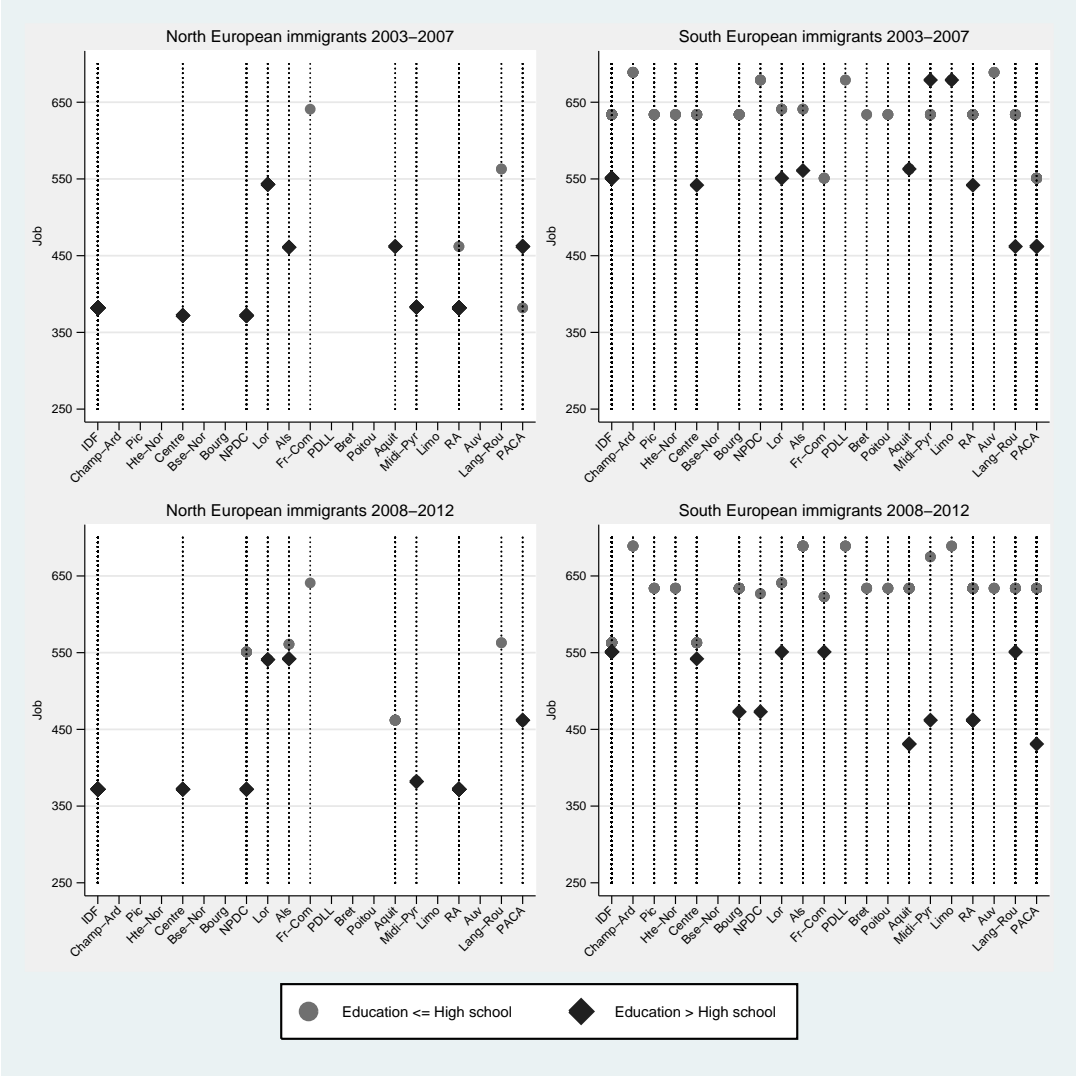 North European immigrants 2003–2007
650
550
450
350
250
Job
IDF
Champ–Ard
Pic
Hte–Nor
Centre
Bse–Nor
Bourg
NPDC
Lor
Als
Fr–Com
PDLL
Bret
Poitou
Aquit
Midi–Pyr
Limo
RA
Auv
Lang–Rou
PACA
South European immigrants 2003–2007
650
550
450
350
250
Job
IDF
Champ–Ard
Pic
Hte–Nor
Centre
Bse–Nor
Bourg
NPDC
Lor
Als
Fr–Com
PDLL
Bret
Poitou
Aquit
Midi–Pyr
Limo
RA
Auv
Lang–Rou
PACA
North European immigrants 2008–2012
650
550
450
350
250
Job
IDF
Champ–Ard
Pic
Hte–Nor
Centre
Bse–Nor
Bourg
NPDC
Lor
Als
Fr–Com
PDLL
Bret
Poitou
Aquit
Midi–Pyr
Limo
RA
Auv
Lang–Rou
PACA
South European immigrants 2008–2012
650
550
450
350
250
Job
IDF
Champ–Ard
Pic
Hte–Nor
Centre
Bse–Nor
Bourg
NPDC
Lor
Als
Fr–Com
PDLL
Bret
Poitou
Aquit
Midi–Pyr
Limo
RA
Auv
Lang–Rou
PACA
Education <= High school
Education > High school